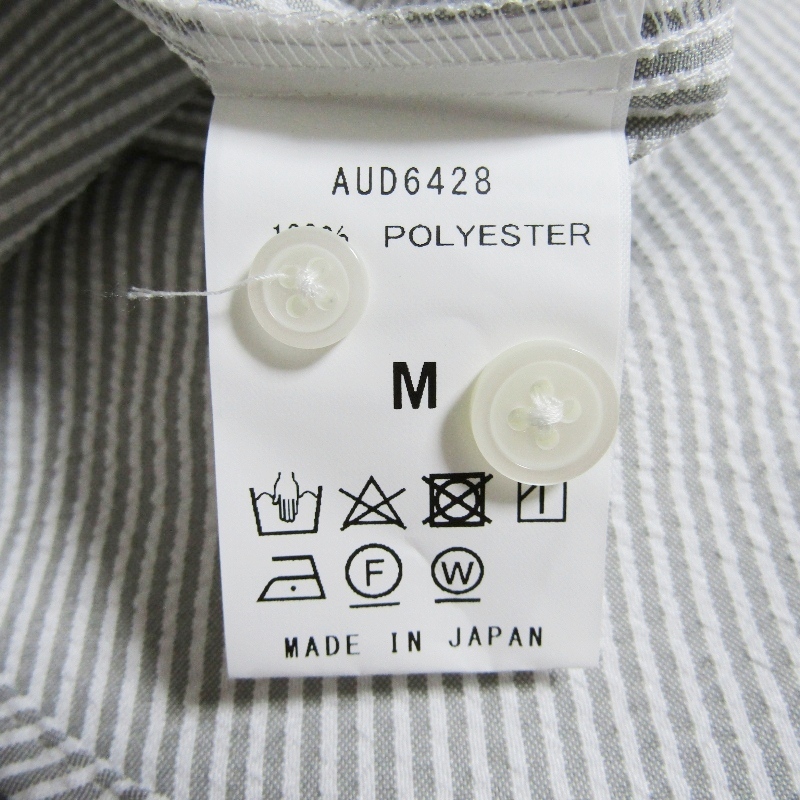 AUD6428
POLYESTER
M
F W
MADE IN JAPAN